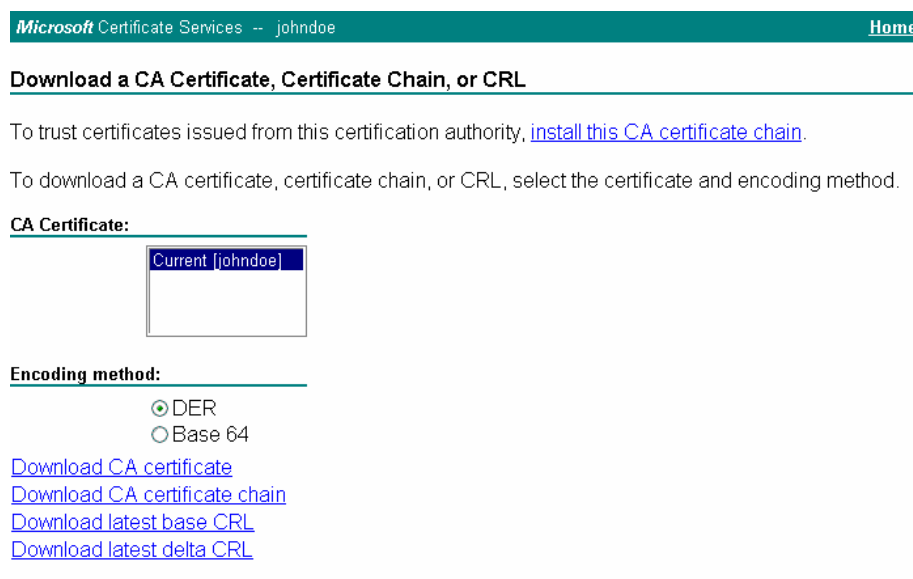 Microsoft Certificate Services -- johndoe
Home
Download a CA Certificate, Certificate Chain, or CRL
To trust certificates issued from this certification authority, install this CA certificate chain.
To download a CA certificate, certificate chain, or CRL, select the certificate and encoding method.
CA Certificate:
Current [johndoe]
Encoding method:
DER
Base 64
Download CA certificate
Download CA certificate chain
Download latest base CRL
Download latest delta CRL